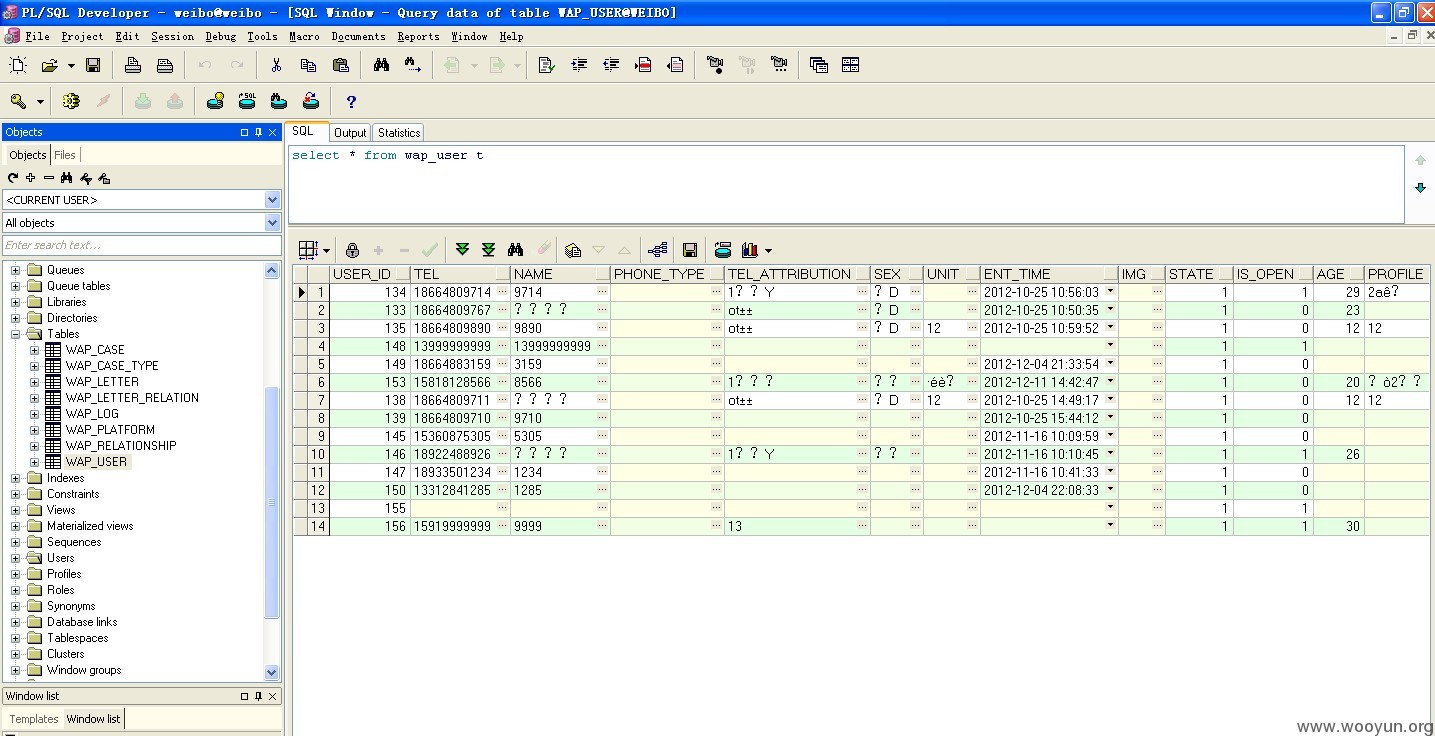 PL/SQL Developer - weibo@weibo - [SQL Window - Query data of table WAP_USER@WEIBO]
File Project Edit Session Debug Tools Macro Documents Reports Window Help
Objects
Objects Files
<CURRENT USER>
All objects
Enter search text...
Queues
Queue tables
Libraries
Directories
Tables
WAP_CASE
WAP_CASE_TYPE
WAP_LETTER
WAP_LETTER_RELATION
WAP_LOG
WAP_PLATFORM
WAP_RELATIONSHIP
WAP_USER
Indexes
Constraints
Views
Materialized views
Sequences
Users
Profiles
Roles
Synonyms
Database links
Tablespaces
Clusters
Window groups
Window list
Templates Window list
SQL Output Statistics
select * from wap_user t
USER_ID TEL NAME PHONE_TYPE TEL_ATTRIBUTION SEX UNIT ENT_TIME IMG STATE IS_OPEN AGE PROFILE
1 134 18664809714 9714 1??Y ?D 2012-10-25 10:56:03 1 1 29 2aê?
2 133 18664809767 ???? ot±± ?D 2012-10-25 10:50:35 1 0 23
3 135 18664809890 9890 ot±± ?D 12 2012-10-25 10:59:52 1 0 12 12
4 148 13999999999 13999999999 1 1
5 149 18664883159 3159 2012-12-04 21:33:54 1 0
6 153 15818128566 8566 1??? ?? ·éè? 2012-12-11 14:42:47 1 0 20 ?ò2??
7 138 18664809711 ???? ot±± ?D 12 2012-10-25 14:49:17 1 0 12 12
8 139 18664809710 9710 2012-10-25 15:44:12 1 0
9 145 15360875305 5305 2012-11-16 10:09:59 1 0
10 146 18922488926 ???? 1??Y ?? 2012-11-16 10:10:45 1 1 26
11 147 18933501234 1234 2012-11-16 10:41:33 1 0
12 150 13312841285 1285 2012-12-04 22:08:33 1 0
13 155 1 1
14 156 15919999999 9999 13 1 1 30
www.wooyun.org